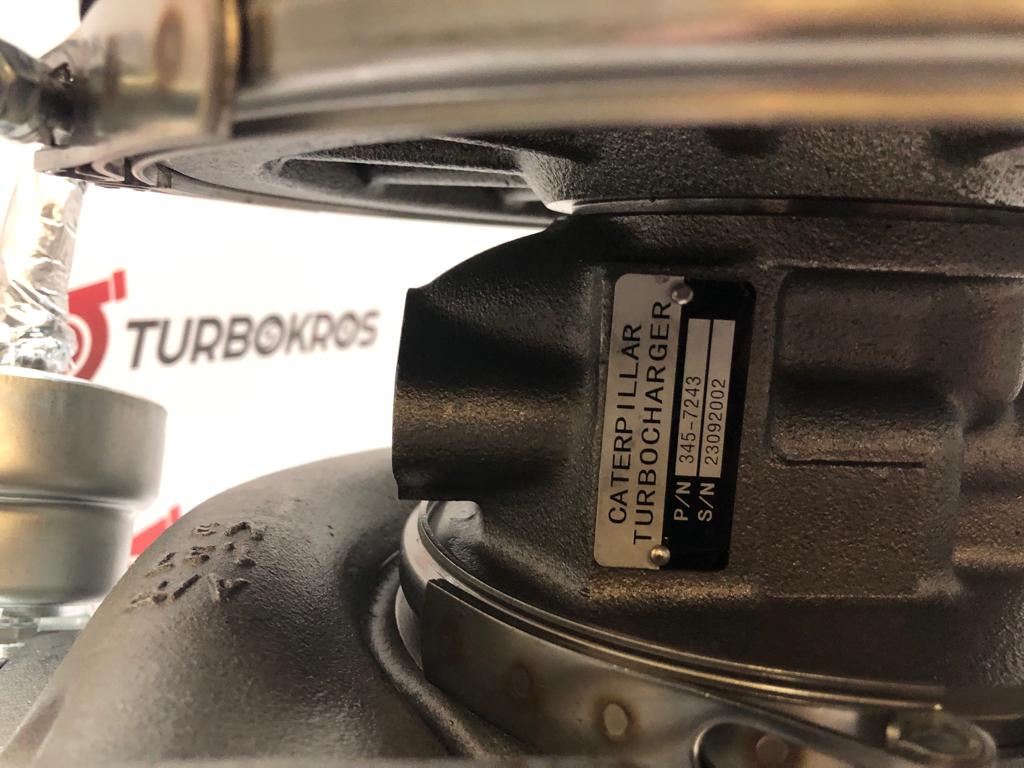 TURBOKROS
CATERPILLAR
TURBOCHARGER
P/N 345-7243
S/N 23092002